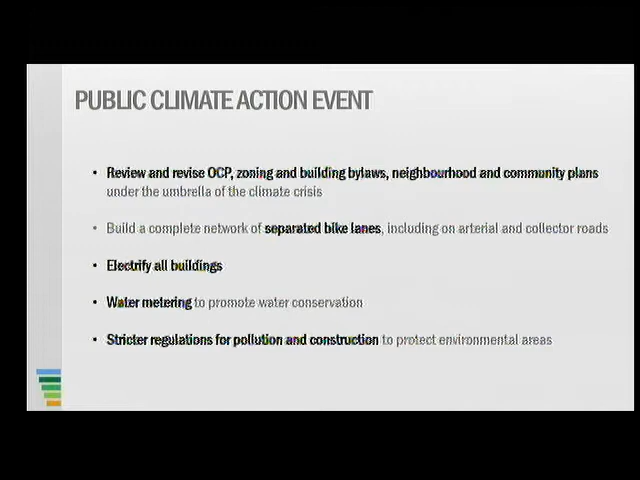 PUBLIC CLIMATE ACTION EVENT
• Review and revise OCP, zoning and building bylaws, neighbourhood and community plans
under the umbrella of the climate crisis
• Build a complete network of separated bike lanes, including on arterial and collector roads
• Electrify all buildings
• Water metering to promote water conservation
• Stricter regulations for pollution and construction to protect environmental areas